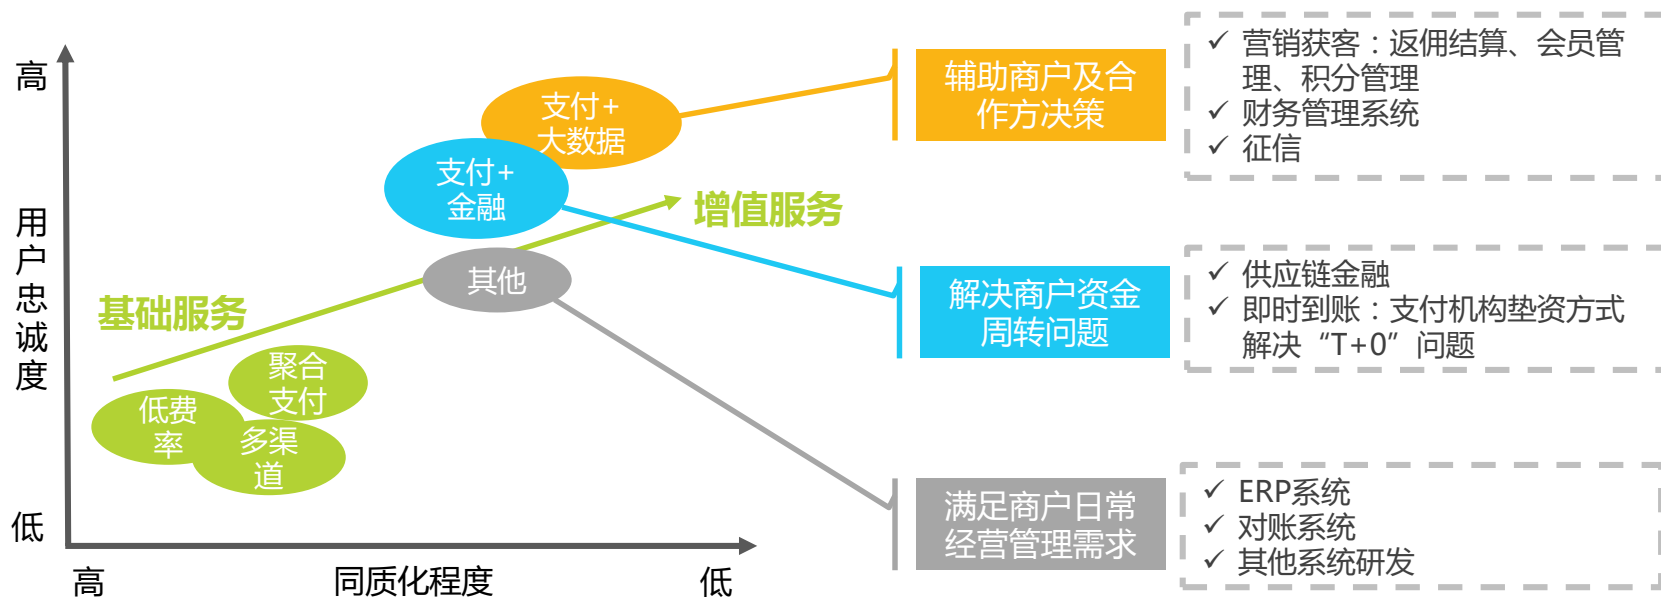 高
用户忠诚度
低
高
同质化程度
低
基础服务
增值服务
低费
率
聚合
支付
多渠
道
支付+
大数据
支付+
金融
其他
辅助商户及合
作方决策
✓ 营销获客：返佣结算、会员管
理、积分管理
✓ 财务管理系统
✓ 征信
解决商户资金
周转问题
✓ 供应链金融
✓ 即时到账：支付机构垫资方式
解决“T+0”问题
满足商户日常
经营管理需求
✓ ERP系统
✓ 对账系统
✓ 其他系统研发